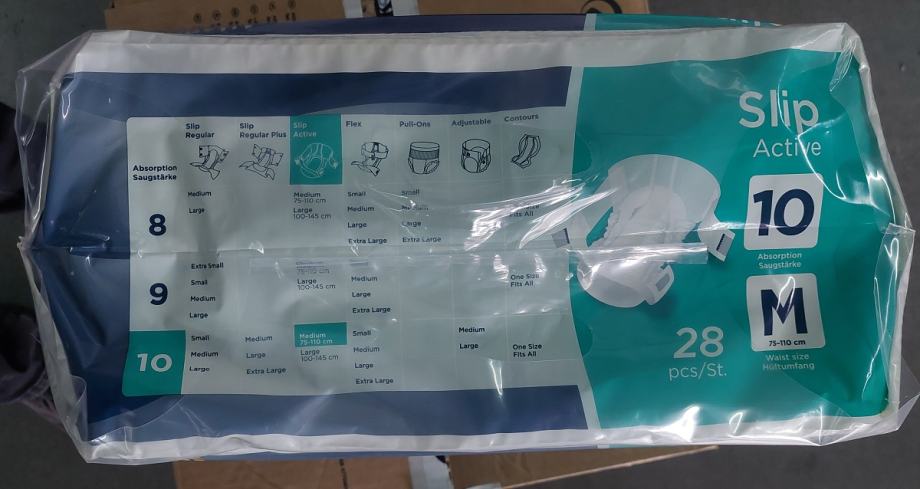 Slip
Regular
Slip
Regular Plus
Slip
Active
Flex
Pull-Ons
Adjustable
Contours
Absorption
Saugstärke
8
Medium
Large
Medium
75-110 cm
Large
100-145 cm
Small
Medium
Large
Extra Large
Small
Medium
Large
Extra Large
Size
Fits All
9
Extra Small
Small
Medium
Large
75-110 cm
Large
100-145 cm
Medium
Large
Extra Large
One Size
Fits All
10
Small
Medium
Large
Medium
Large
Extra Large
Medium
75-110 cm
Large
100-145 cm
Small
Medium
Large
Extra Large
Medium
Large
One Size
Fits All
Slip
Active
10
Absorption
Saugstärke
M
75-110 cm
Waist size
Hüftumfang
28
pcs/St.